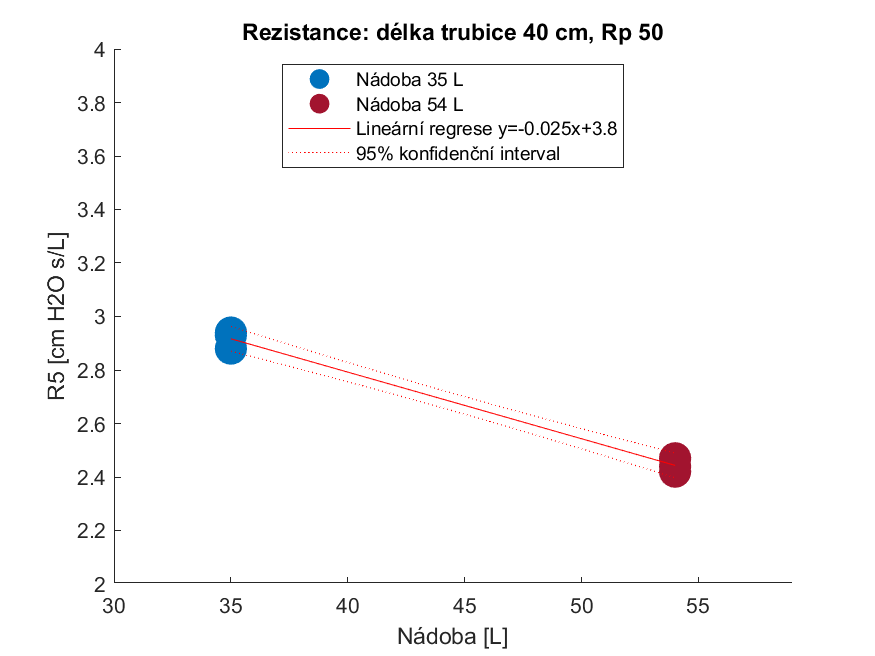 Rezistance: délka trubice 40 cm, Rp 50
Nádoba 35 L
Nádoba 54 L
Lineární regrese y=-0.025x+3.8
95% konfidenční interval
R5 [cm H2O s/L]
4
3.8
3.6
3.4
3.2
3
2.8
2.6
2.4
2.2
2
30
35
40
45
50
55
Nádoba [L]